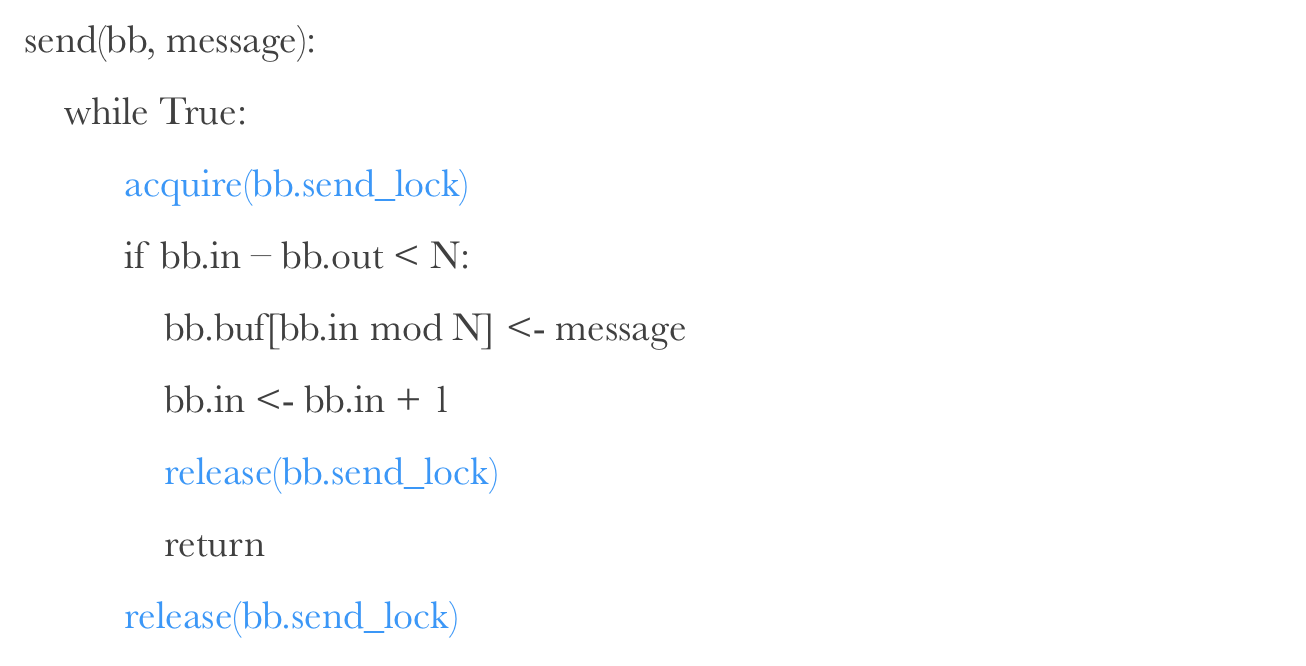 send(bb, message):
while True:
acquire(bb.send_lock)
if bb.in – bb.out < N:
bb.buf[bb.in mod N] <- message
bb.in <- bb.in + 1
release(bb.send_lock)
return
release(bb.send_lock)